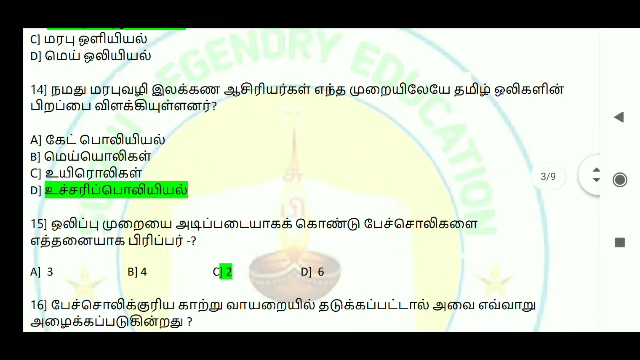 C] மரபு ஒளியியல்
D] மெய் ஒலியியல்
14] நமது மரபுவழி இலக்கண ஆசிரியர்கள் எந்த முறையிலேயே தமிழ் ஒலிகளின்
பிறப்பை விளக்கியுள்ளனர்?
A] கேட் பொலியியல்
B] மெய்யொலிகள்
C] உயிரொலிகள்
D] உச்சரிப்பொலியியல்
3/9
15] ஒலிப்பு முறையை அடிப்படையாகக் கொண்டு பேச்சொலிகளை
எத்தனையாக பிரிப்பர் -?
A] 3 B] 4 C] 2 D] 6
16] பேச்சொலிக்குரிய காற்று வாயறையில் தடுக்கப்பட்டால் அவை எவ்வாறு
அழைக்கப்படுகின்றது ?